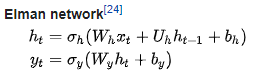 Elman network[24]
hₜ = σₕ(Wₕxₜ + Uₕhₜ₋₁ + bₕ)
yₜ = σᵧ(Wᵧhₜ + bᵧ)